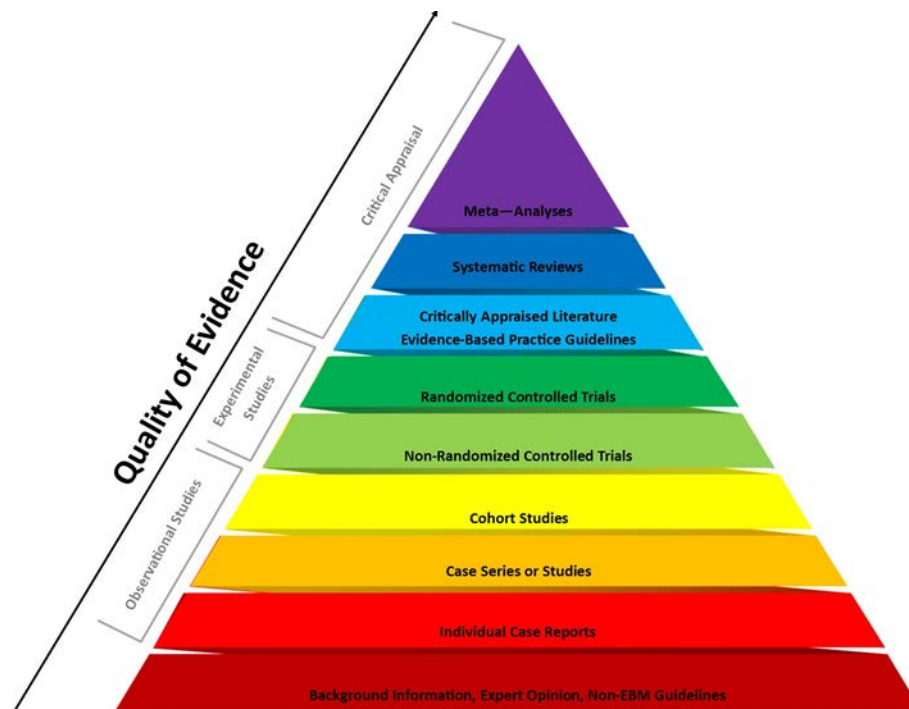 Quality of Evidence
Critical Appraisal
Experimental
Studies
Observational Studies
Meta—Analyses
Systematic Reviews
Critically Appraised Literature
Evidence-Based Practice Guidelines
Randomized Controlled Trials
Non-Randomized Controlled Trials
Cohort Studies
Case Series or Studies
Individual Case Reports
Background Information, Expert Opinion, Non-EBM Guidelines